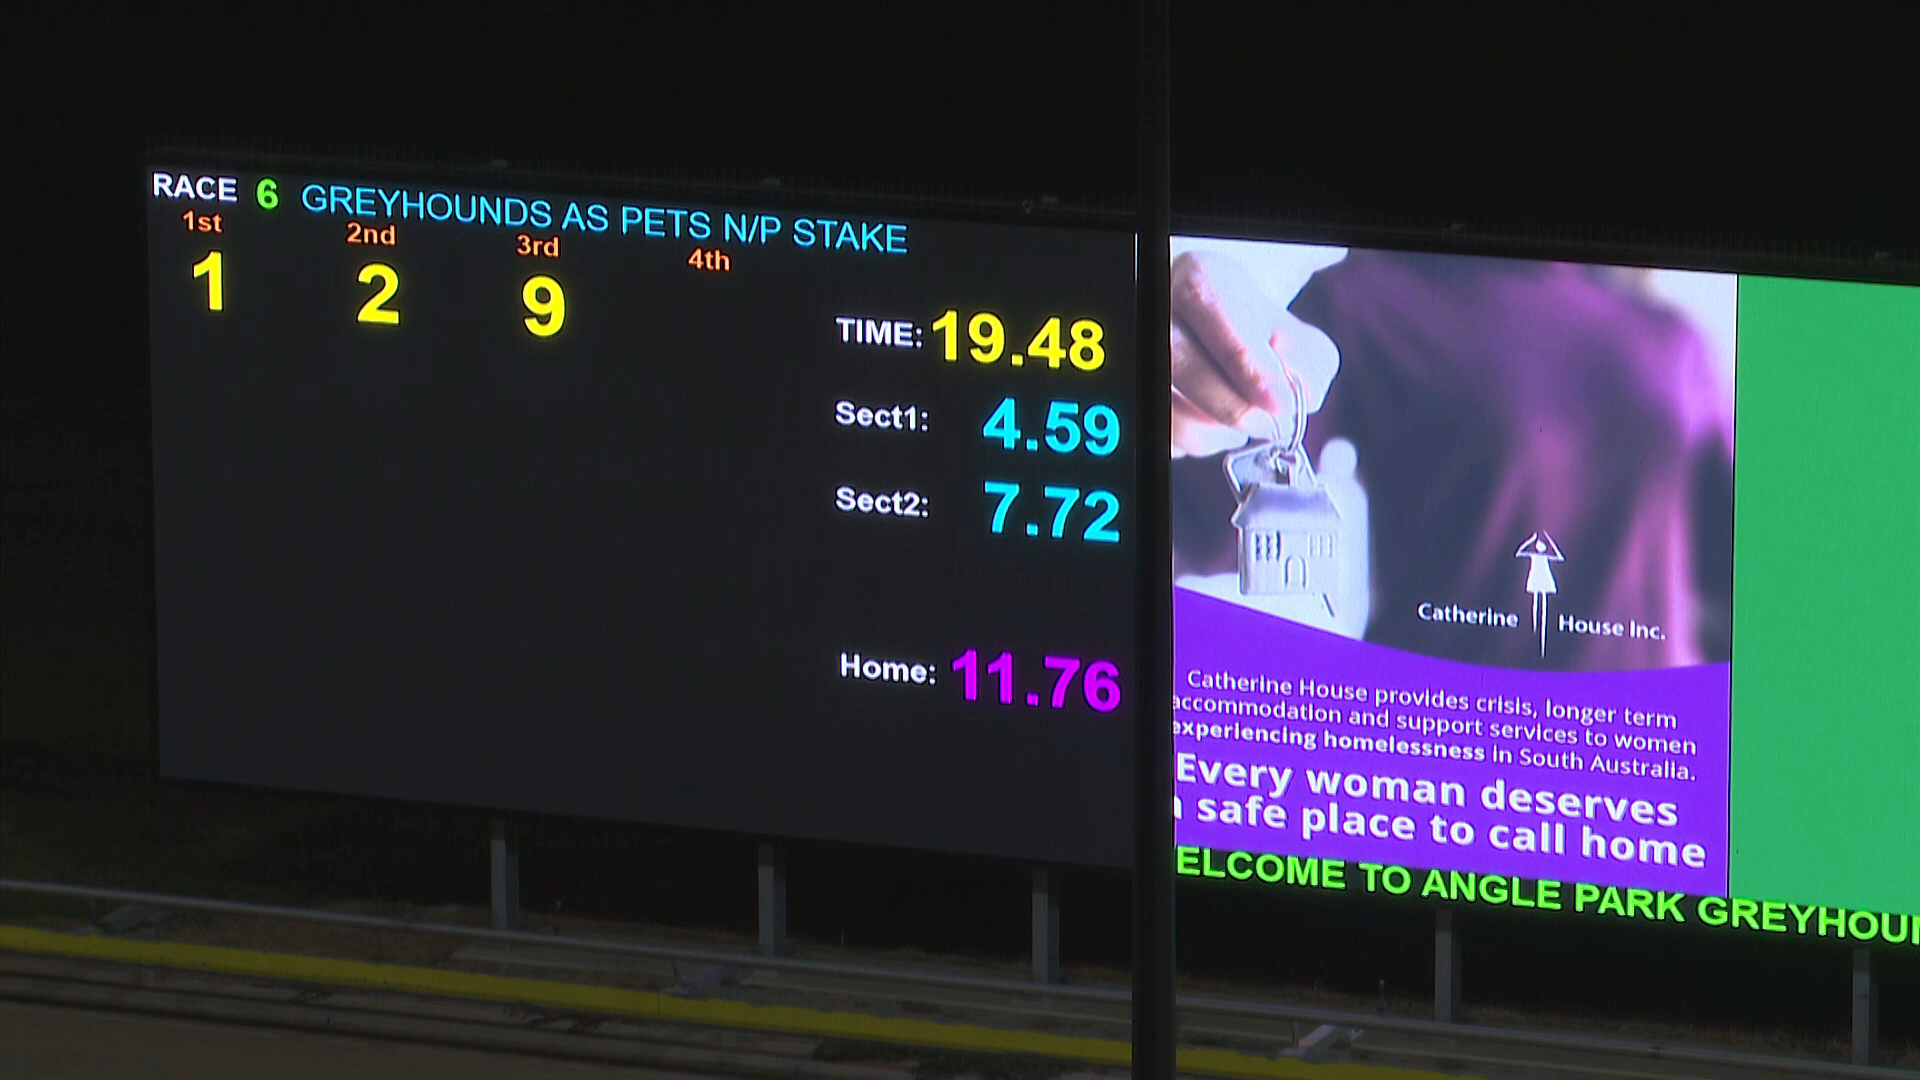 RACE 6 GREYHOUNDS AS PETS N/P STAKE
1st 2nd 3rd 4th
1 2 9
TIME: 19.48
Sect1: 4.59
Sect2: 7.72
Home: 11.76
Catherine House Inc.
Catherine House provides crisis, longer term
accommodation and support services to women
experiencing homelessness in South Australia.
Every woman deserves
a safe place to call home
ELCOME TO ANGLE PARK GREYHOUN